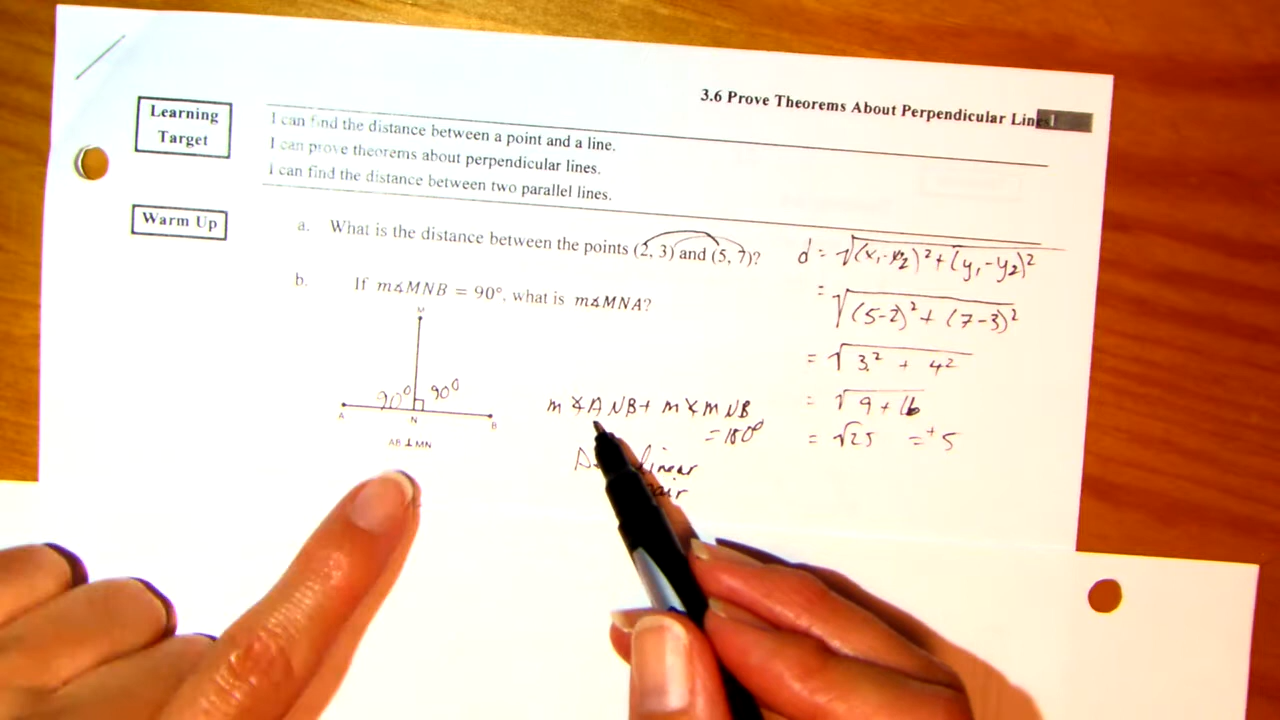 3.6 Prove Theorems About Perpendicular Lines
Learning
Target
I can find the distance between a point and a line.
I can prove theorems about perpendicular lines.
I can find the distance between two parallel lines.
Warm Up
a. What is the distance between the points (2, 3) and (5, 7)?
b. If m∡MNB = 90°, what is m∡MNA?
M
90° 90°
A N B
AB ⊥ MN
m∡ANB + m∡MNB
= 180°
linear
d = √(x₁-x₂)²+(y₁-y₂)²
= √(5-2)²+(7-3)²
= √3² + 4²
= √9+16
= √25 = +5